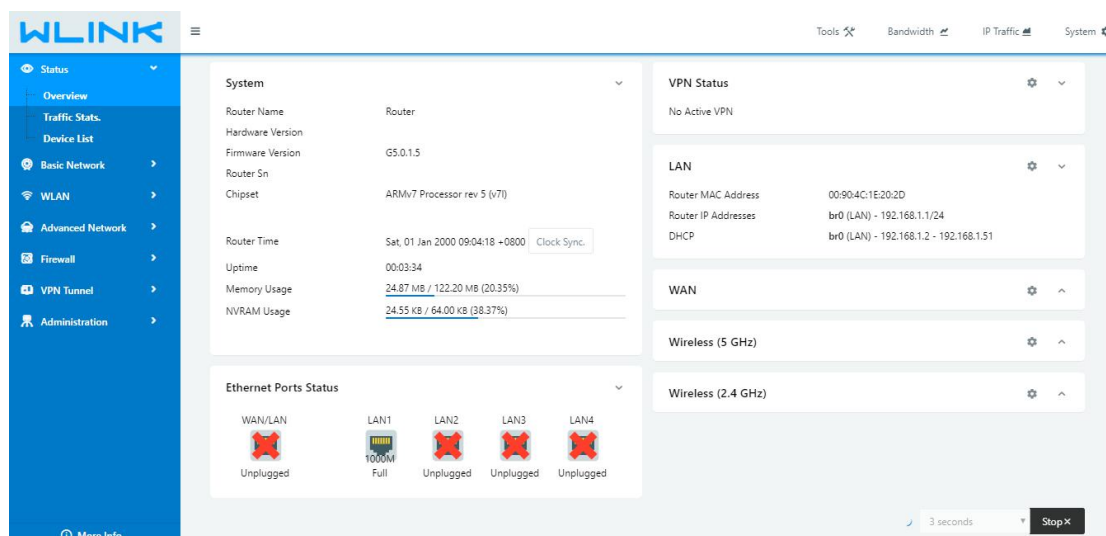 WLINK
Tools
Bandwidth
IP Traffic
System
Status
Overview
Traffic Stats.
Device List
Basic Network
WLAN
Advanced Network
Firewall
VPN Tunnel
Administration
More Info
System
Router Name Router
Hardware Version
Firmware Version G5.0.1.5
Router Sn
Chipset ARMv7 Processor rev 5 (v7l)
Router Time Sat, 01 Jan 2000 09:04:18 +0800 Clock Sync.
Uptime 00:03:34
Memory Usage 24.87 MB / 122.20 MB (20.35%)
NVRAM Usage 24.55 KB / 64.00 KB (38.37%)
Ethernet Ports Status
WAN/LAN LAN1 LAN2 LAN3 LAN4
1000M
Unplugged Full Unplugged Unplugged Unplugged
VPN Status
No Active VPN
LAN
Router MAC Address 00:90:4C:1E:20:2D
Router IP Addresses br0 (LAN) - 192.168.1.1/24
DHCP br0 (LAN) - 192.168.1.2 - 192.168.1.51
WAN
Wireless (5 GHz)
Wireless (2.4 GHz)
3 seconds
Stop ×